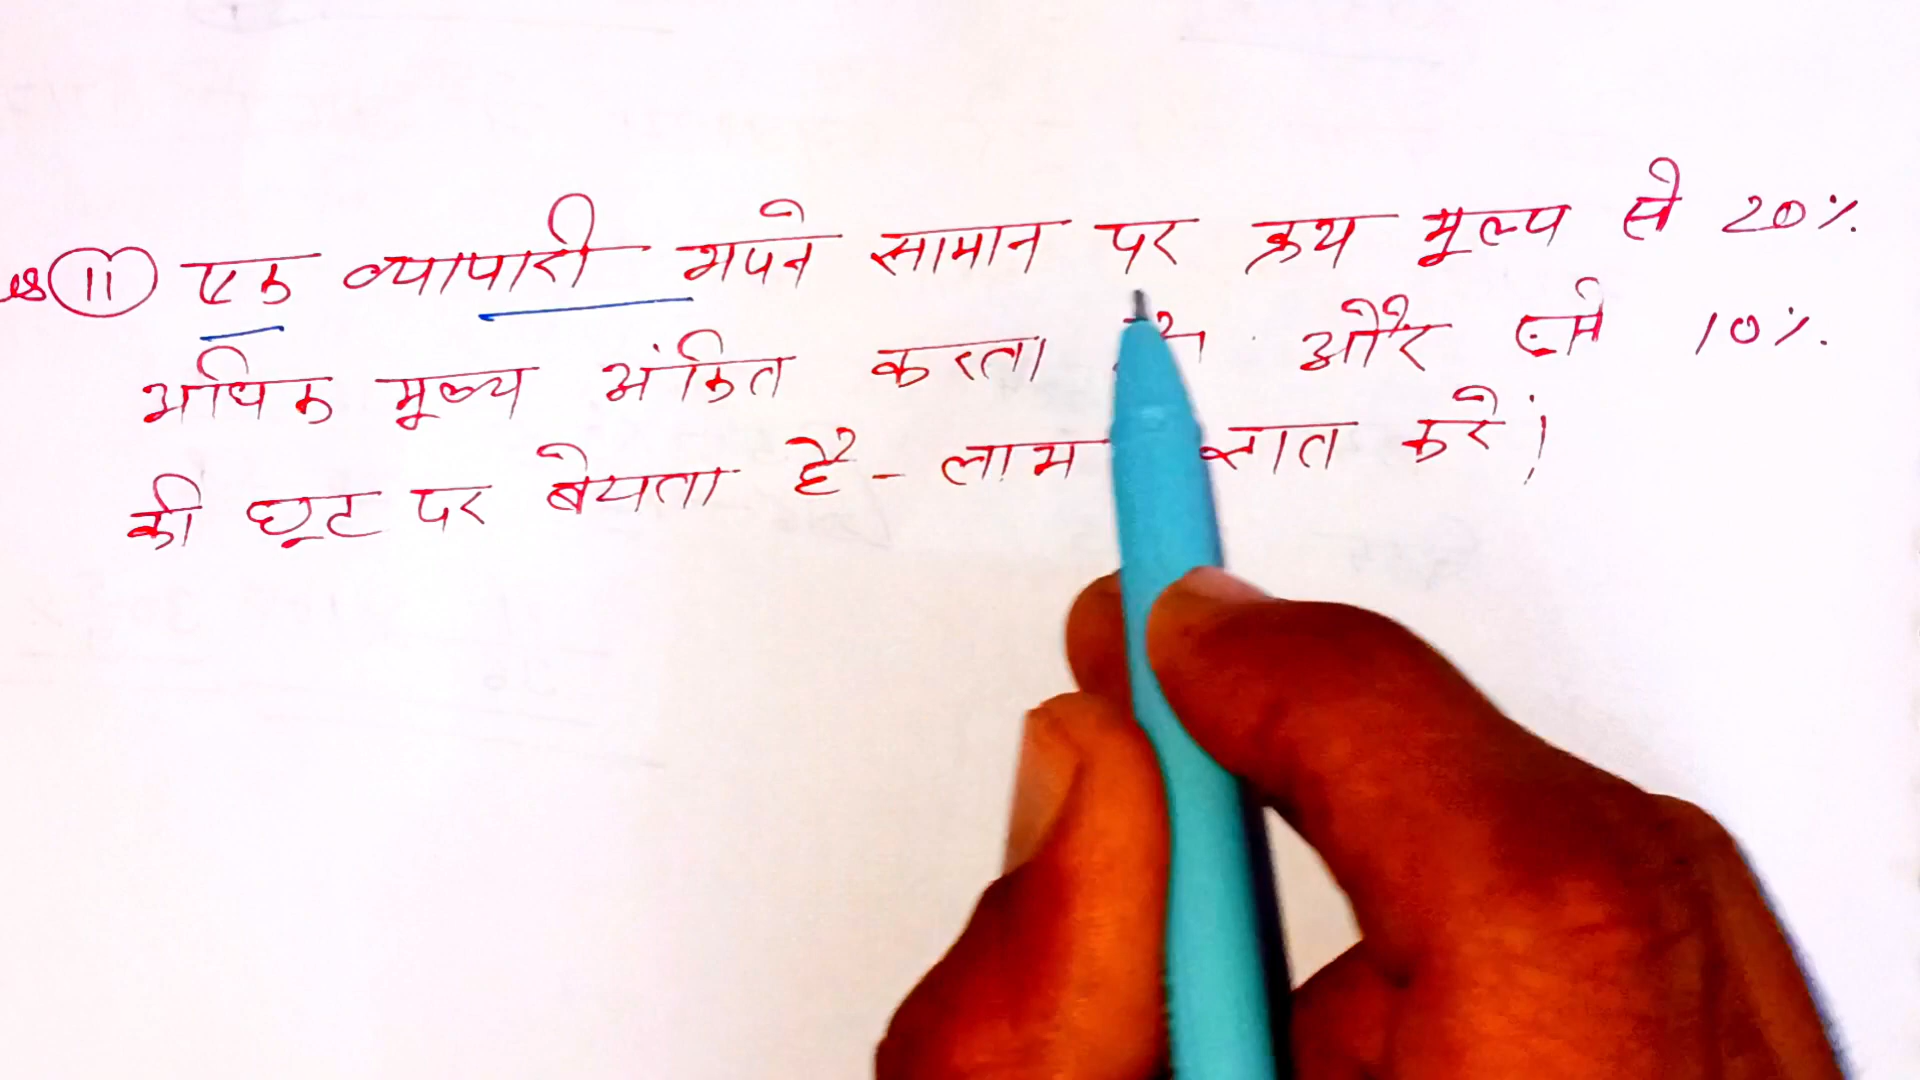 (11) एक व्यापारी अपने सामान पर क्रय मूल्य से 20%
अधिक मूल्य अंकित करता और उसे 10%
की छूट पर बेचता है - लाभ ज्ञात करे।